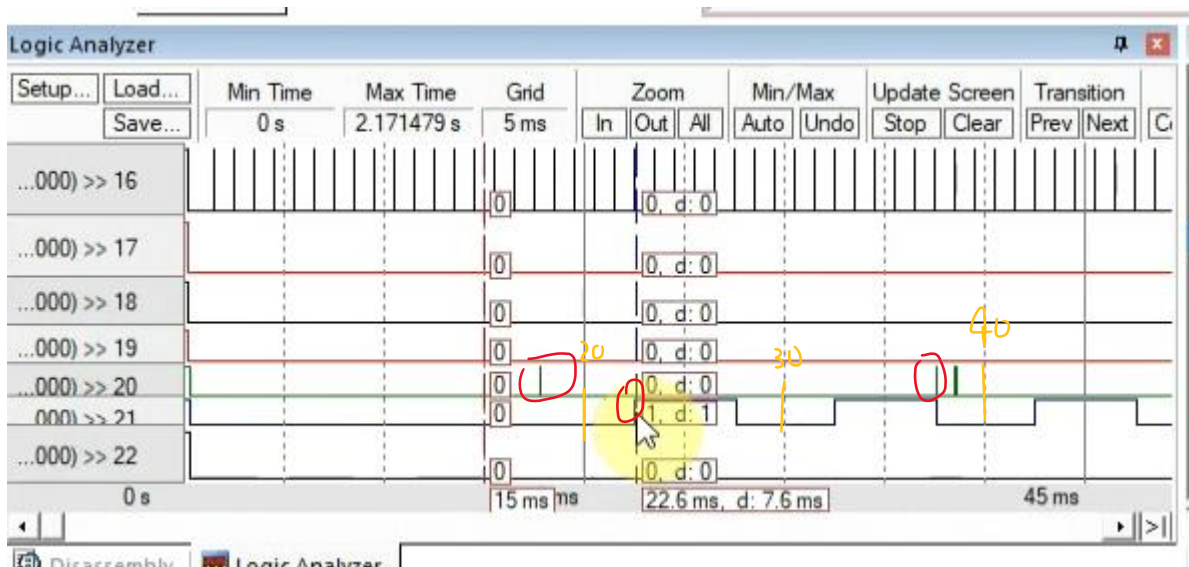 Logic Analyzer
Setup... Load... Min Time Max Time Grid Zoom Min/Max Update Screen Transition
Save... 0 s 2.171479 s 5 ms In Out All Auto Undo Stop Clear Prev Next
...000) >> 16 0 0, d: 0
...000) >> 17 0 0, d: 0
...000) >> 18 0 0, d: 0
...000) >> 19 0 20 0, d: 0 30 40
...000) >> 20 0 0, d: 0
...000) >> 21 0 1, d: 1
...000) >> 22 0 0, d: 0
0 s 15 ms ms 22.6 ms, d: 7.6 ms 45 ms
Disassembly Logic Analyzer